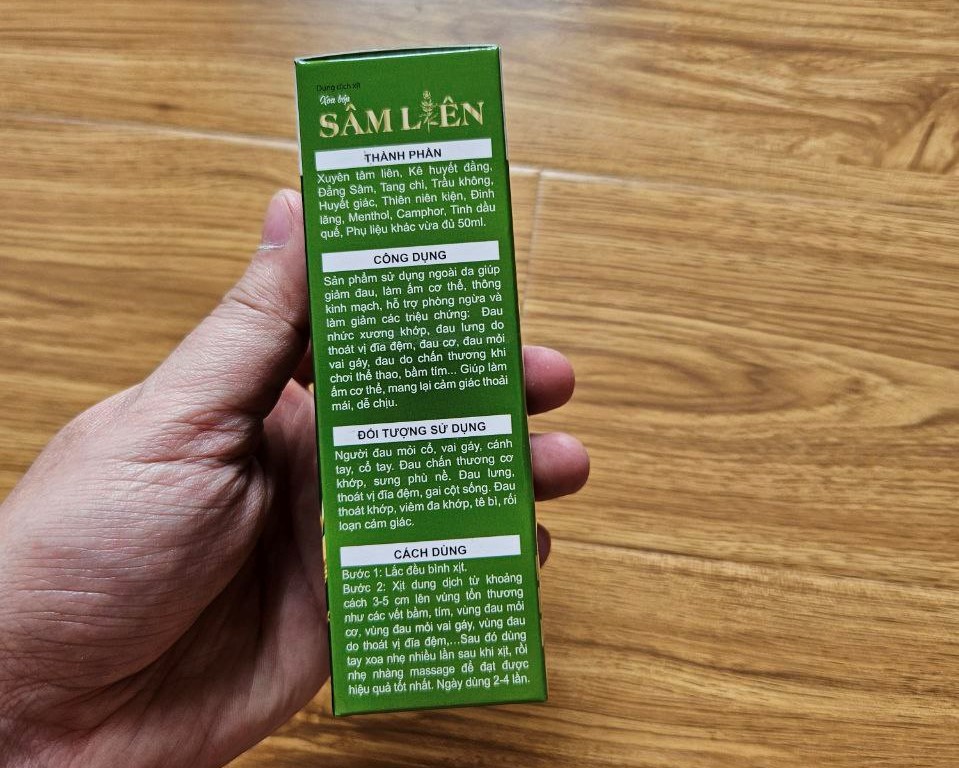 Dung dịch xịt
Xoa bóp
SÂM LIÊN
THÀNH PHẦN
Xuyên tâm liên, Kê huyết đằng,
Đẳng Sâm, Tang chi, Trầu không,
Huyết giác, Thiên niên kiện, Đinh
lăng, Menthol, Camphor, Tinh dầu
quế, Phụ liệu khác vừa đủ 50ml.
CÔNG DỤNG
Sản phẩm sử dụng ngoài da giúp
giảm đau, làm ấm cơ thể, thông
kinh mạch, hỗ trợ phòng ngừa và
làm giảm các triệu chứng: Đau
nhức xương khớp, đau lưng do
thoát vị đĩa đệm, đau cơ, đau mỏi
vai gáy, đau do chấn thương khi
chơi thể thao, bầm tím... Giúp làm
ấm cơ thể, mang lại cảm giác thoải
mái, dễ chịu.
ĐỐI TƯỢNG SỬ DỤNG
Người đau mỏi cổ, vai gáy, cánh
tay, cổ tay. Đau chấn thương cơ
khớp, sưng phù nề. Đau lưng,
thoát vị đĩa đệm, gai cột sống. Đau
thoát khớp, viêm đa khớp, tê bì, rối
loạn cảm giác.
CÁCH DÙNG
Bước 1: Lắc đều bình xịt.
Bước 2: Xịt dung dịch từ khoảng
cách 3-5 cm lên vùng tổn thương
như các vết bầm, tím, vùng đau mỏi
cơ, vùng đau mỏi vai gáy, vùng đau
do thoát vị đĩa đệm,...Sau đó dùng
tay xoa nhẹ nhiều lần sau khi xịt, rồi
nhẹ nhàng massage để đạt được
hiệu quả tốt nhất. Ngày dùng 2-4 lần.